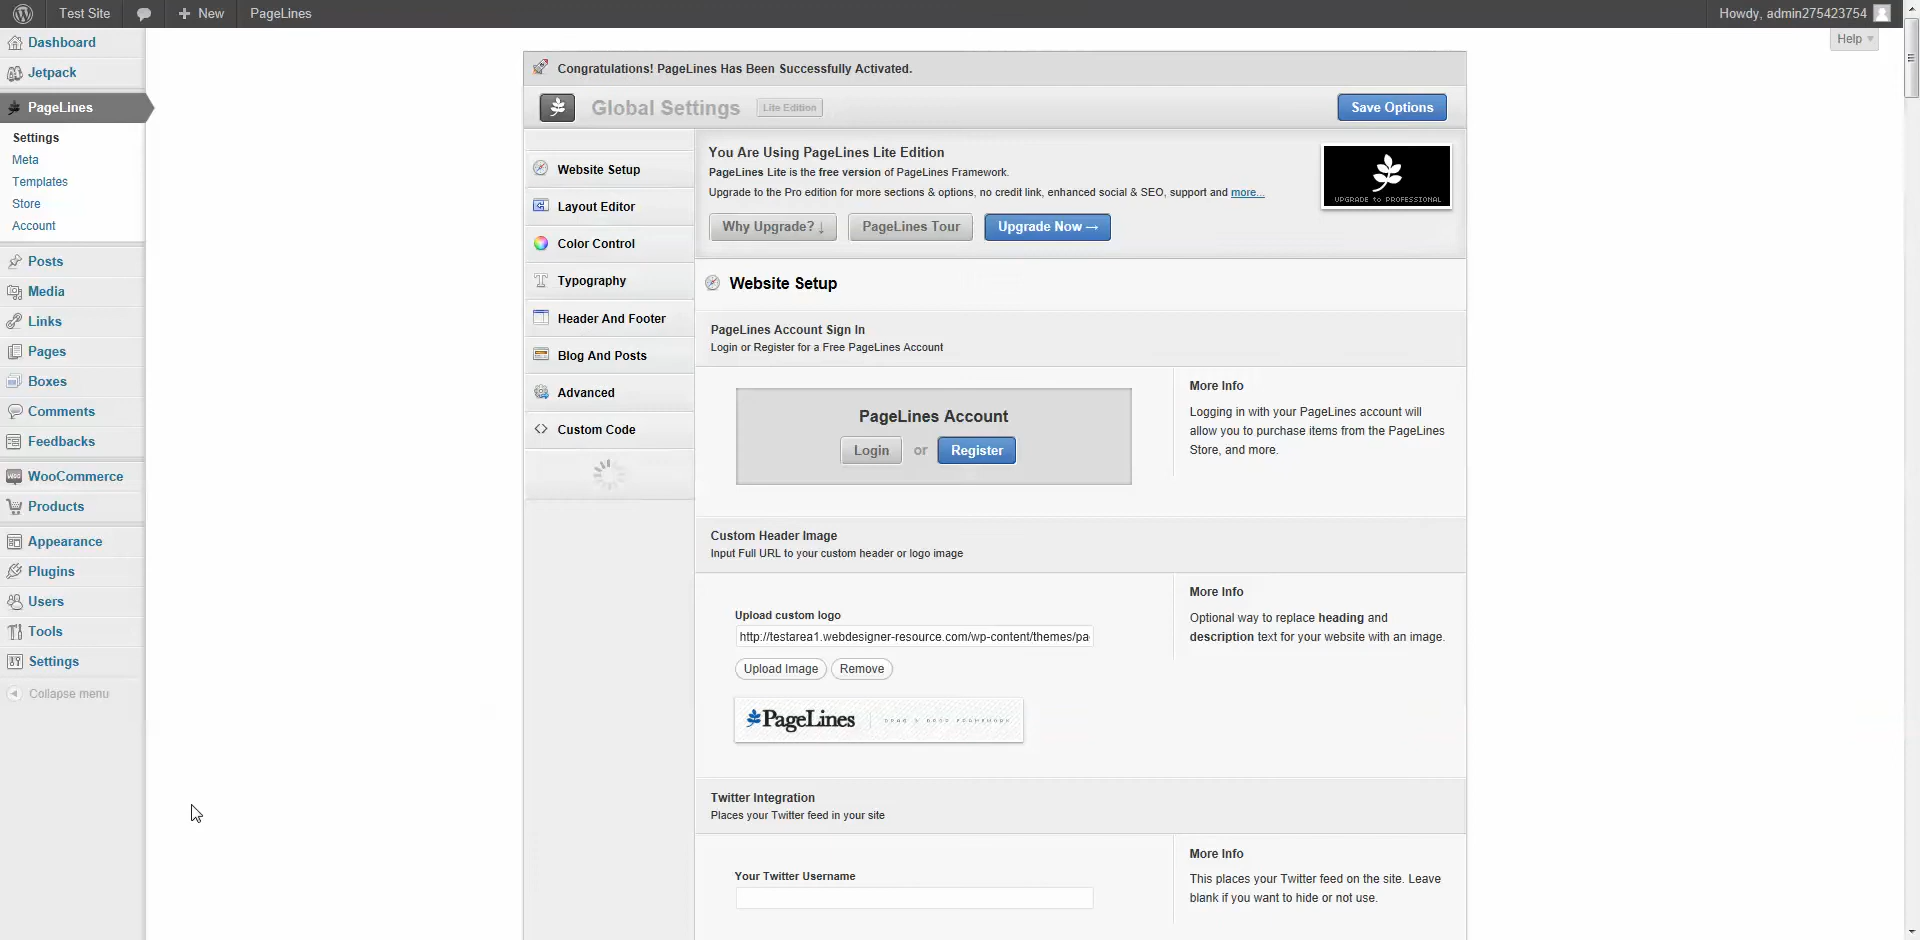 Test Site
New
PageLines
Howdy, admin275423754
Help
Dashboard
Jetpack
PageLines
Settings
Meta
Templates
Store
Account
Posts
Media
Links
Pages
Boxes
Comments
Feedbacks
WooCommerce
Products
Appearance
Plugins
Users
Tools
Settings
Collapse menu
Congratulations! PageLines Has Been Successfully Activated.
Global Settings
Lite Edition
Save Options
Website Setup
Layout Editor
Color Control
Typography
Header And Footer
Blog And Posts
Advanced
Custom Code
You Are Using PageLines Lite Edition
PageLines Lite is the free version of PageLines Framework.
Upgrade to the Pro edition for more sections & options, no credit link, enhanced social & SEO, support and more...
Why Upgrade? ↓
PageLines Tour
Upgrade Now →
UPGRADE to PROFESSIONAL
Website Setup
PageLines Account Sign In
Login or Register for a Free PageLines Account
PageLines Account
Login or Register
More Info
Logging in with your PageLines account will
allow you to purchase items from the PageLines
Store, and more.
Custom Header Image
Input Full URL to your custom header or logo image
Upload custom logo
http://testarea1.webdesigner-resource.com/wp-content/themes/pa
Upload Image
Remove
PageLines
DRAG & DROP FRAMEWORK
More Info
Optional way to replace heading and
description text for your website with an image.
Twitter Integration
Places your Twitter feed in your site
Your Twitter Username
More Info
This places your Twitter feed on the site. Leave
blank if you want to hide or not use.